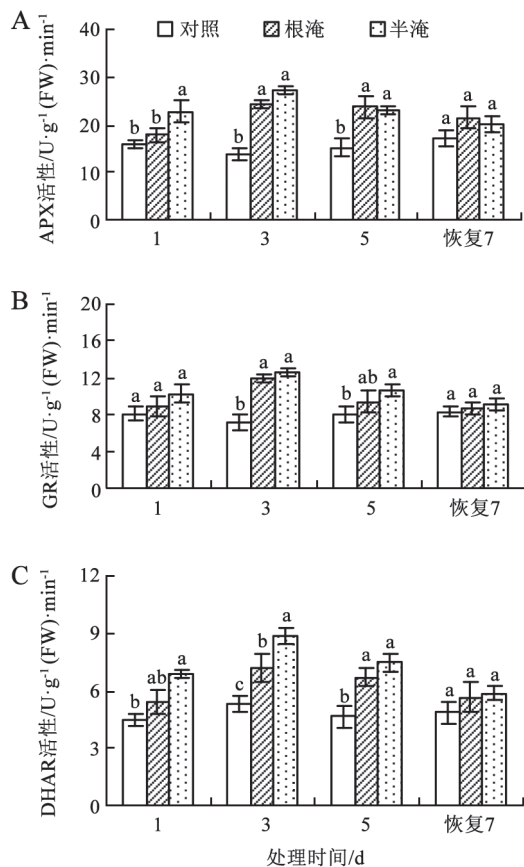 A
□ 对照 根淹 半淹
APX活性/U·g⁻¹ (FW)·min⁻¹
40
30
20
10
0
b b a
b a a
b a a
a a a
1 3 5 恢复7
B
GR活性/U·g⁻¹ (FW)·min⁻¹
20
16
12
8
4
0
a a a
b a a
b ab a
a a a
1 3 5 恢复7
C
DHAR活性/U·g⁻¹ (FW)·min⁻¹
12
9
6
3
0
b ab a
c b a
b a a
a a a
1 3 5 恢复7
处理时间/d